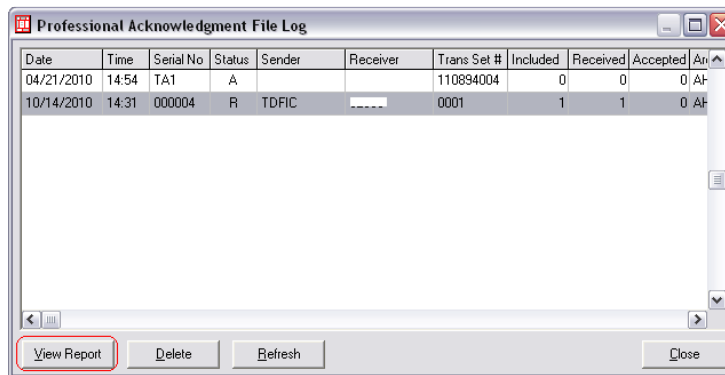 Professional Acknowledgment File Log
Date Time Serial No Status Sender Receiver Trans Set # Included Received Accepted
04/21/2010 14:54 TA1 A 110894004 0 0 0
10/14/2010 14:31 000004 R TDFIC 0001 1 1 0
View Report Delete Refresh Close